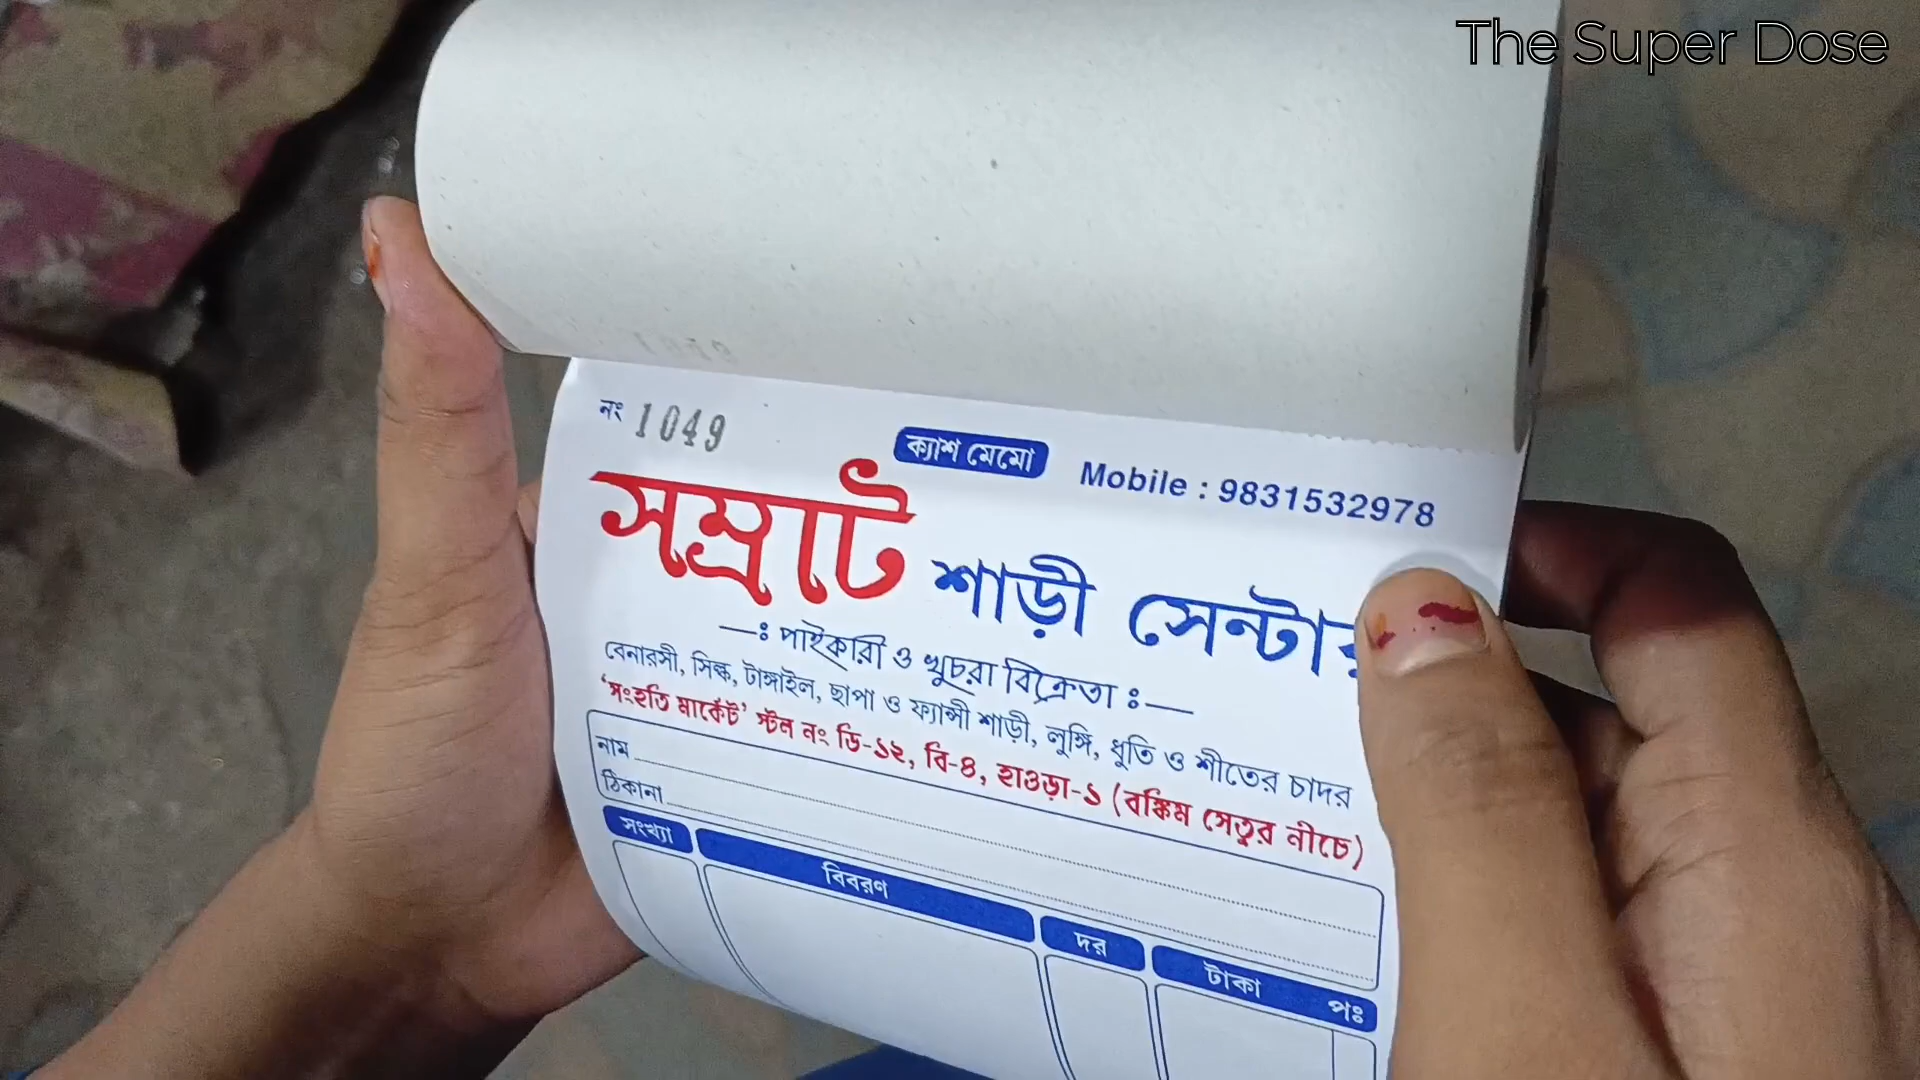 The Super Dose
নং 1049
ক্যাশ মেমো
Mobile : 9831532978
সম্রাট শাড়ী সেন্টার
—ঃ পাইকারী ও খুচরা বিক্রেতা ঃ—
বেনারসী, সিল্ক, টাঙ্গাইল, ছাপা ও ফ্যান্সী শাড়ী, লুঙ্গি, ধুতি ও শীতের চাদর
‘সংহতি মার্কেট’ স্টল নং ডি-১২, বি-৪, হাওড়া-১ (বঙ্কিম সেতুর নীচে)
নাম
ঠিকানা
সংখ্যা বিবরণ দর টাকা পঃ